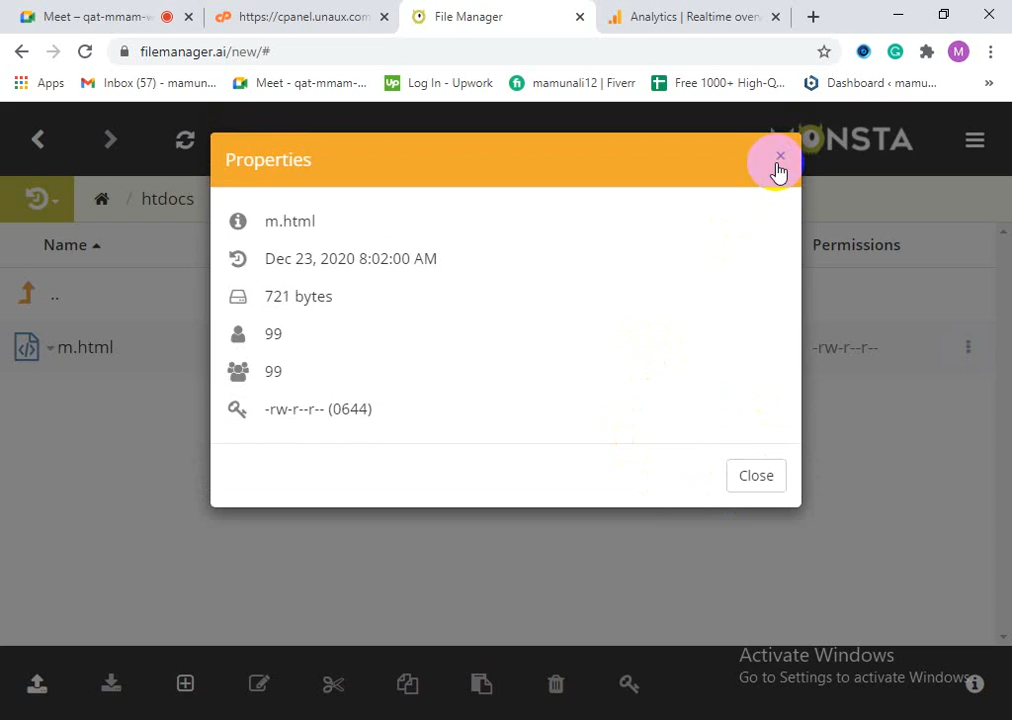 Meet – qat-mmam-w
https://cpanel.unaux.com
File Manager
Analytics | Realtime over
filemanager.ai/new/#
M
Apps
Inbox (57) - mamun...
Meet - qat-mmam-...
Up
Log In - Upwork
fi
mamunali12 | Fiverr
Free 1000+ High-Q...
Dashboard ‹ mamu...
»
MONSTA
Properties
×
htdocs
Name
Permissions
..
m.html
-rw-r--r--
m.html
Dec 23, 2020 8:02:00 AM
721 bytes
99
99
-rw-r--r-- (0644)
Close
Activate Windows
Go to Settings to activate Windows.